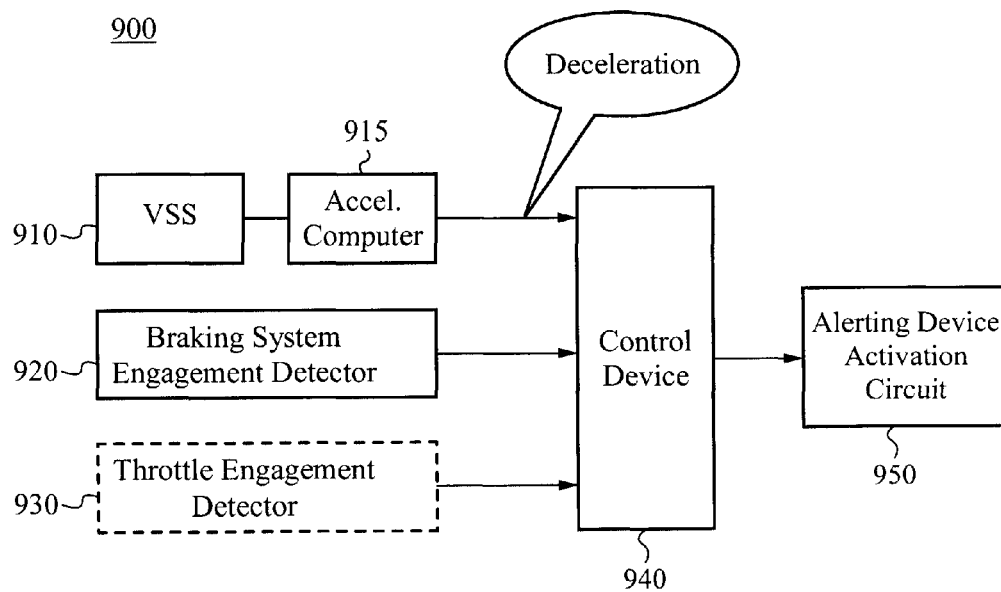 900
Deceleration
915
VSS
Accel.
Computer
910
Braking System
Engagement Detector
920
Control
Device
Alerting Device
Activation
Circuit
Throttle Engagement
Detector
930
950
940